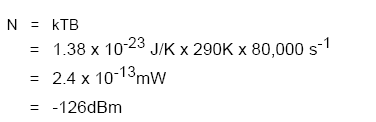 N = kTB
= 1.38 x 10⁻²³ J/K x 290K x 80,000 s⁻¹
= 2.4 x 10⁻¹³mW
= -126dBm